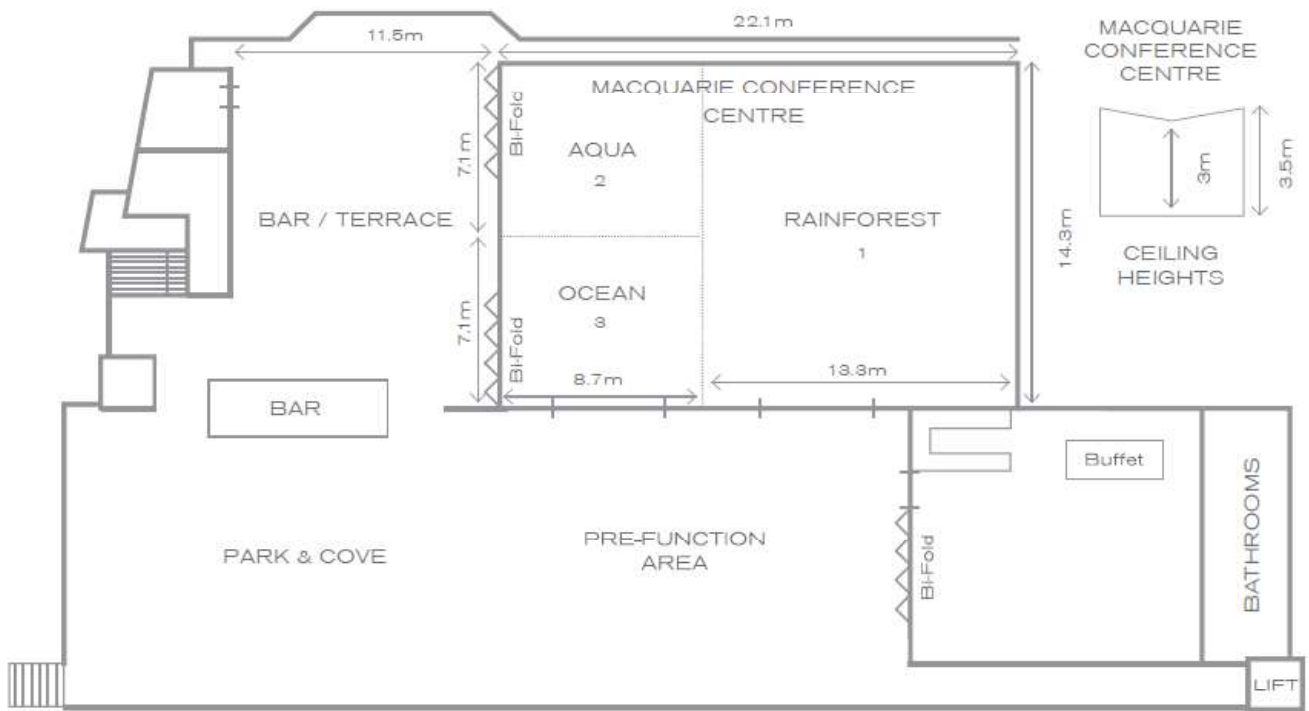 11.5m
22.1m
MACQUARIE CONFERENCE
CENTRE
Bi-Fold
7.1m
AQUA
2
BAR / TERRACE
RAINFOREST
1
14.3m
OCEAN
3
7.1m
Bi-Fold
8.7m
13.3m
BAR
MACQUARIE
CONFERENCE
CENTRE
3m
3.5m
CEILING
HEIGHTS
Buffet
PARK & COVE
PRE-FUNCTION
AREA
Bi-Fold
BATHROOMS
LIFT